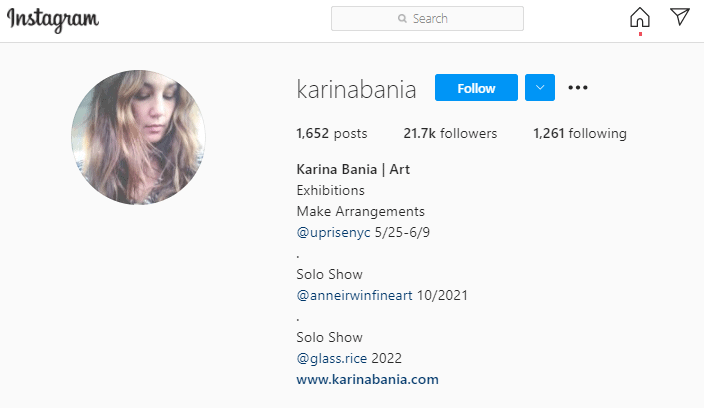 Instagram
Search
karinabania
Follow
1,652 posts 21.7k followers 1,261 following
Karina Bania | Art
Exhibitions
Make Arrangements
@uprisenyc 5/25-6/9
.
Solo Show
@anneirwinfineart 10/2021
.
Solo Show
@glass.rice 2022
www.karinabania.com